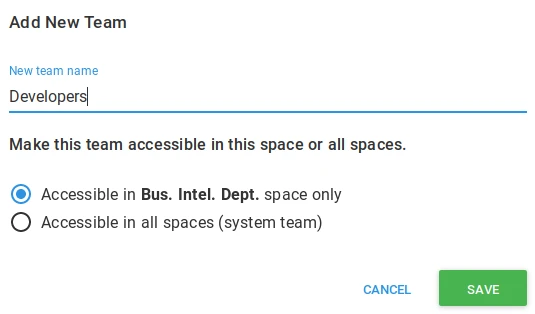 Add New Team
New team name
Developers
Make this team accessible in this space or all spaces.
Accessible in Bus. Intel. Dept. space only
Accessible in all spaces (system team)
CANCEL SAVE